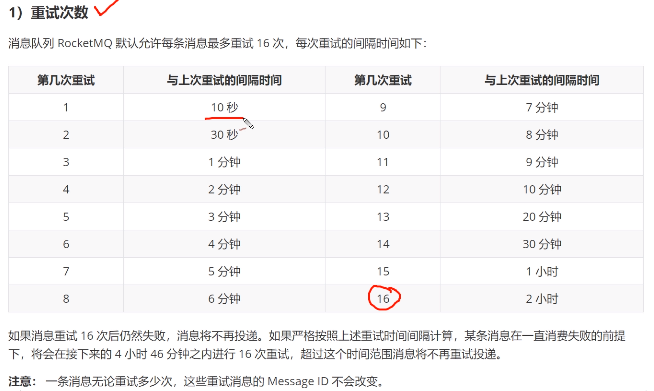 1）重试次数
消息队列 RocketMQ 默认允许每条消息最多重试 16 次，每次重试的间隔时间如下：
第几次重试 与上次重试的间隔时间 第几次重试 与上次重试的间隔时间
1 10 秒 9 7 分钟
2 30 秒 10 8 分钟
3 1 分钟 11 9 分钟
4 2 分钟 12 10 分钟
5 3 分钟 13 20 分钟
6 4 分钟 14 30 分钟
7 5 分钟 15 1 小时
8 6 分钟 16 2 小时
如果消息重试 16 次后仍然失败，消息将不再投递。如果严格按照上述重试时间间隔计算，某条消息在一直消费失败的前提
下，将会在接下来的 4 小时 46 分钟之内进行 16 次重试，超过这个时间范围消息将不再重试投递。
注意： 一条消息无论重试多少次，这些重试消息的 Message ID 不会改变。